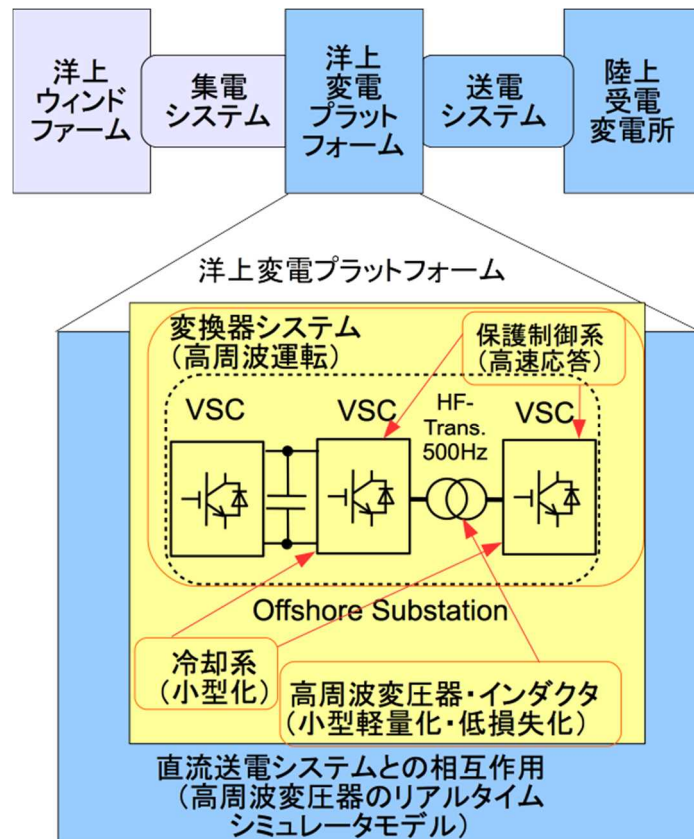 洋上
ウィンド
ファーム
集電
システム
洋上
変電
プラット
フォーム
送電
システム
陸上
受電
変電所
洋上変電プラットフォーム
変換器システム
(高周波運転)
保護制御系
(高速応答)
VSC
VSC
HF-
Trans.
500Hz
VSC
Offshore Substation
冷却系
(小型化)
高周波変圧器・インダクタ
(小型軽量化・低損失化)
直流送電システムとの相互作用
(高周波変圧器のリアルタイム
シミュレータモデル)